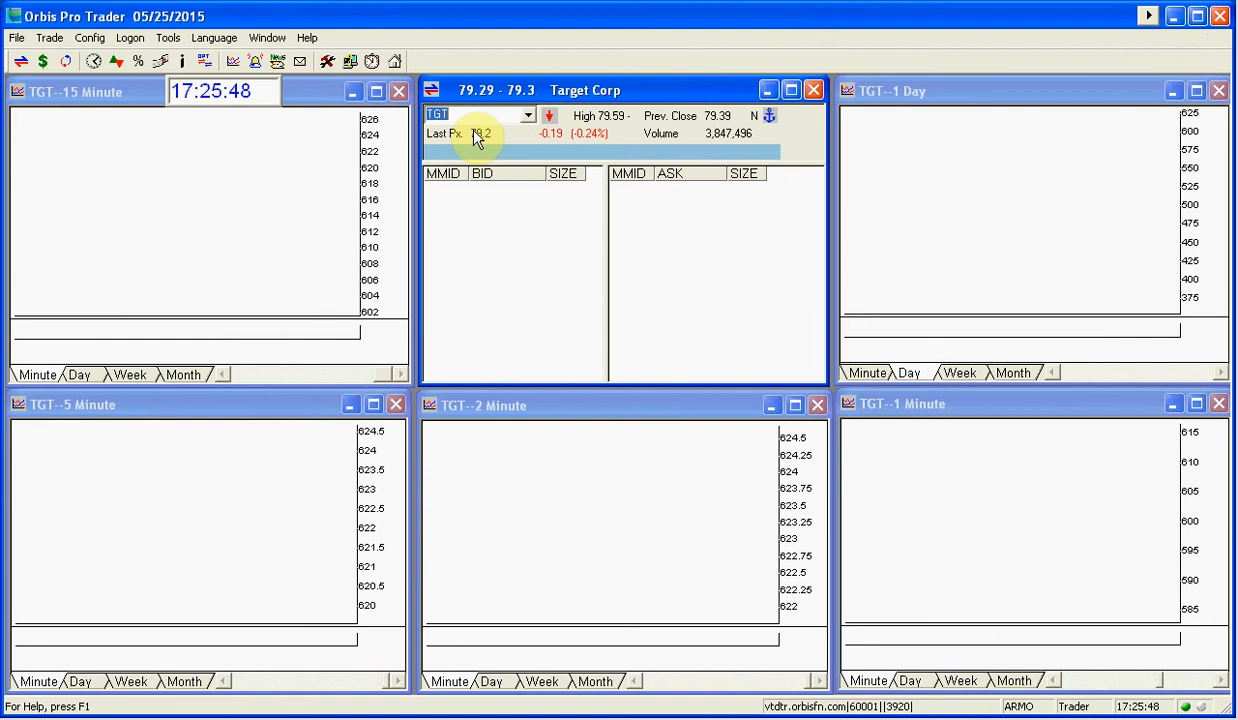 Orbis Pro Trader 05/25/2015
File Trade Config Logon Tools Language Window Help
TGT--15 Minute
17:25:48
626
624
622
620
618
616
614
612
610
608
606
604
602
Minute Day Week Month
79.29 - 79.3 Target Corp
TGT High 79.59 - Prev. Close 79.39 N
Last Px. 79.2 -0.19 (-0.24%) Volume 3,847,496
MMID BID SIZE MMID ASK SIZE
TGT--1 Day
625
600
575
550
525
500
475
450
425
400
375
Minute Day Week Month
TGT--5 Minute
624.5
624
623.5
623
622.5
622
621.5
621
620.5
620
Minute Day Week Month
TGT--2 Minute
624.5
624.25
624
623.75
623.5
623.25
623
622.75
622.5
622.25
622
Minute Day Week Month
TGT--1 Minute
615
610
605
600
595
590
585
Minute Day Week Month
For Help, press F1
vtdtr.orbisfn.com|60001||3920| ARMO Trader 17:25:48